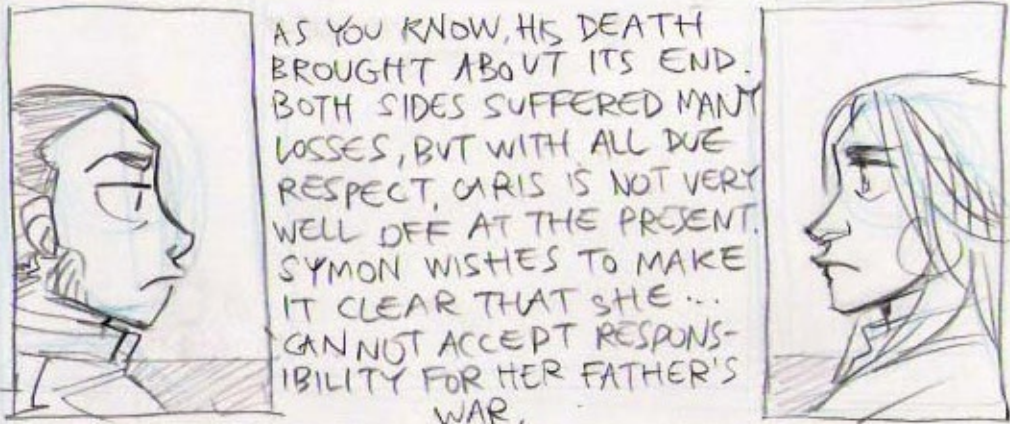 AS YOU KNOW, HIS DEATH
BROUGHT ABOUT ITS END.
BOTH SIDES SUFFERED MANY
LOSSES, BUT WITH ALL DUE
RESPECT, CARIS IS NOT VERY
WELL OFF AT THE PRESENT.
SYMON WISHES TO MAKE
IT CLEAR THAT SHE...
CANNOT ACCEPT RESPONS-
IBILITY FOR HER FATHER'S
WAR.